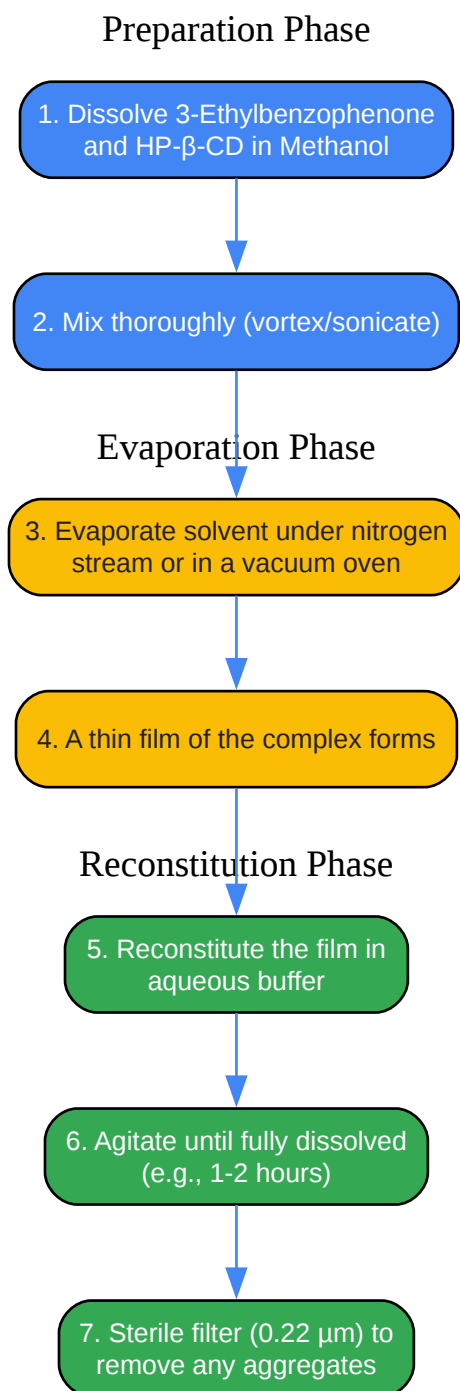 Preparation Phase
1. Dissolve 3-Ethylbenzophenone
and HP-β-CD in Methanol
2. Mix thoroughly (vortex/sonicate)
Evaporation Phase
3. Evaporate solvent under nitrogen
stream or in a vacuum oven
4. A thin film of the complex forms
Reconstitution Phase
5. Reconstitute the film in
aqueous buffer
6. Agitate until fully dissolved
(e.g., 1-2 hours)
7. Sterile filter (0.22 µm) to
remove any aggregates